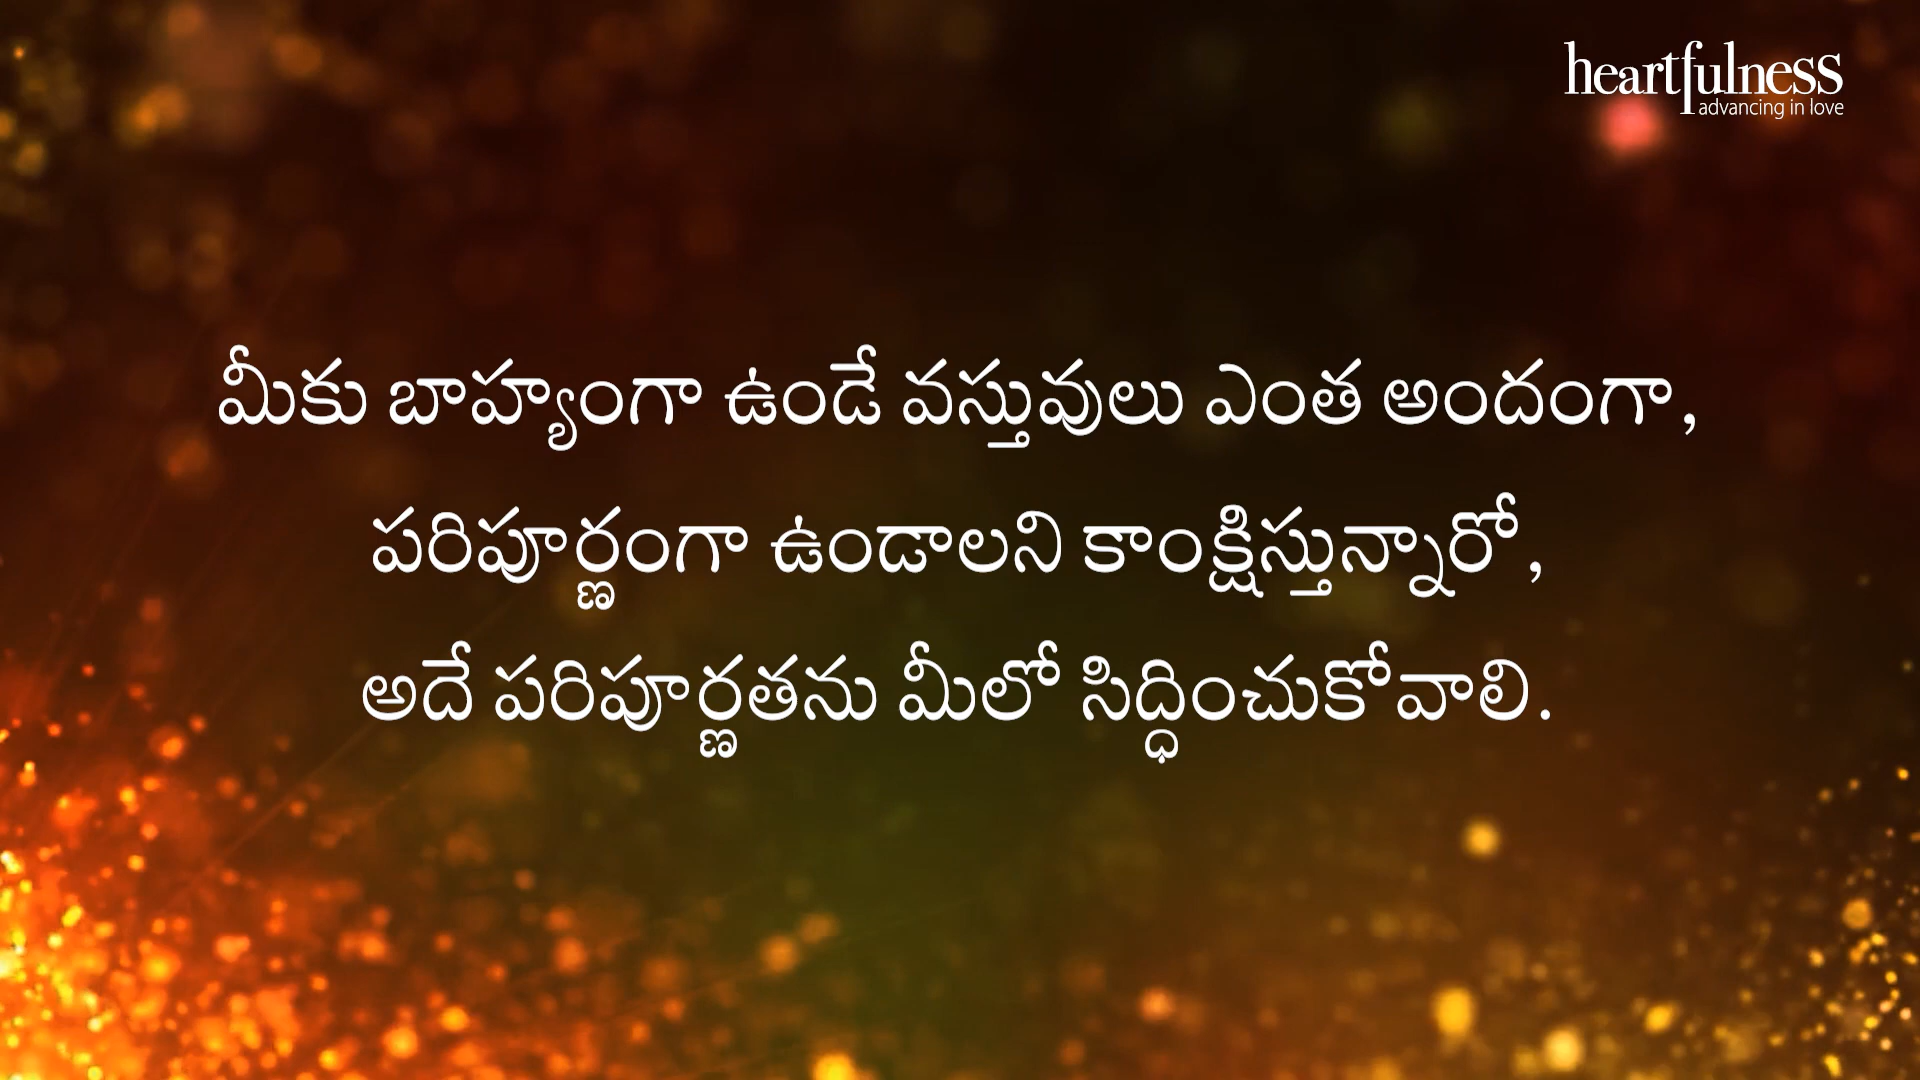 heartfulness
advancing in love
మీకు బాహ్యంగా ఉండే వస్తువులు ఎంత అందంగా,
పరిపూర్ణంగా ఉండాలని కాంక్షిస్తున్నారో,
అదే పరిపూర్ణతను మీలో సిద్ధించుకోవాలి.